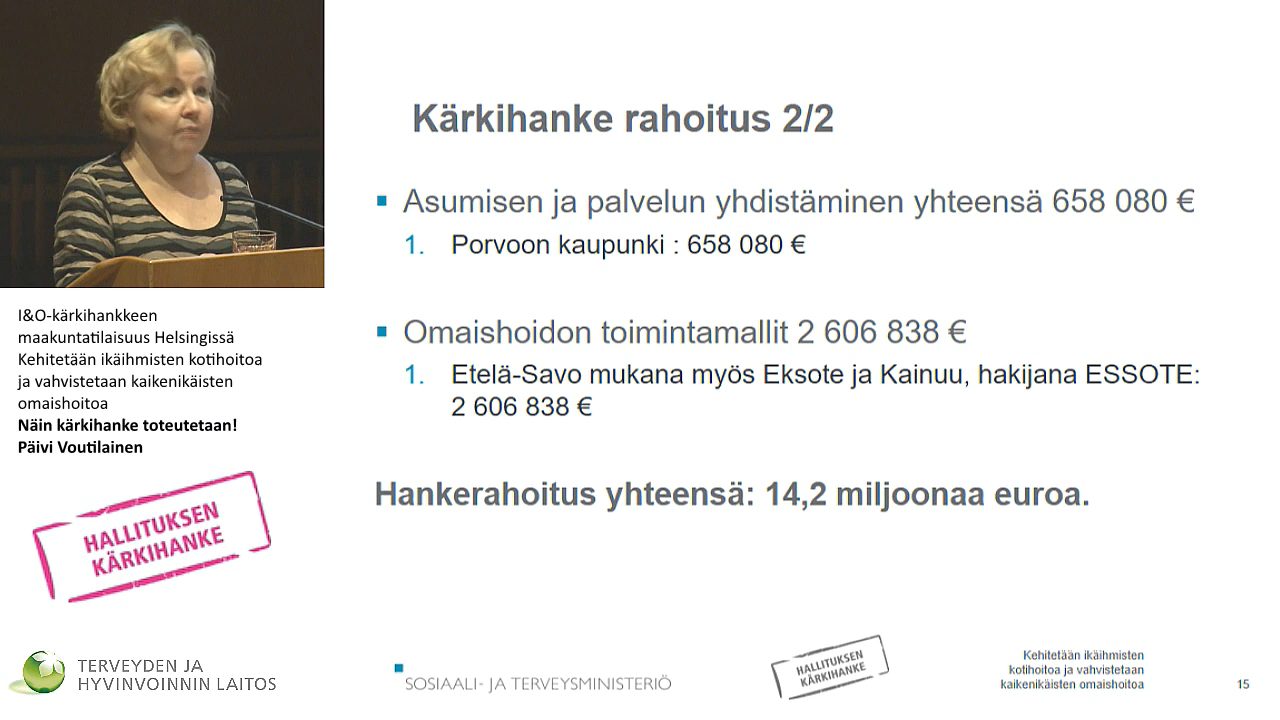 Kärkihanke rahoitus 2/2
Asumisen ja palvelun yhdistäminen yhteensä 658 080 €
1. Porvoon kaupunki : 658 080 €
Omaishoidon toimintamallit 2 606 838 €
1. Etelä-Savo mukana myös Eksote ja Kainuu, hakijana ESSOTE:
2 606 838 €
Hankerahoitus yhteensä: 14,2 miljoonaa euroa.
I&O-kärkihankkeen
maakuntatilaisuus Helsingissä
Kehitetään ikäihmisten kotihoitoa
ja vahvistetaan kaikenikäisten
omaishoitoa
Näin kärkihanke toteutetaan!
Päivi Voutilainen
HALLITUKSEN
KÄRKIHANKE
TERVEYDEN JA
HYVINVOINNIN LAITOS
SOSIAALI- JA TERVEYSMINISTERIÖ
HALLITUKSEN
KÄRKIHANKE
Kehitetään ikäihmisten
kotihoitoa ja vahvistetaan
kaikenikäisten omaishoitoa
15